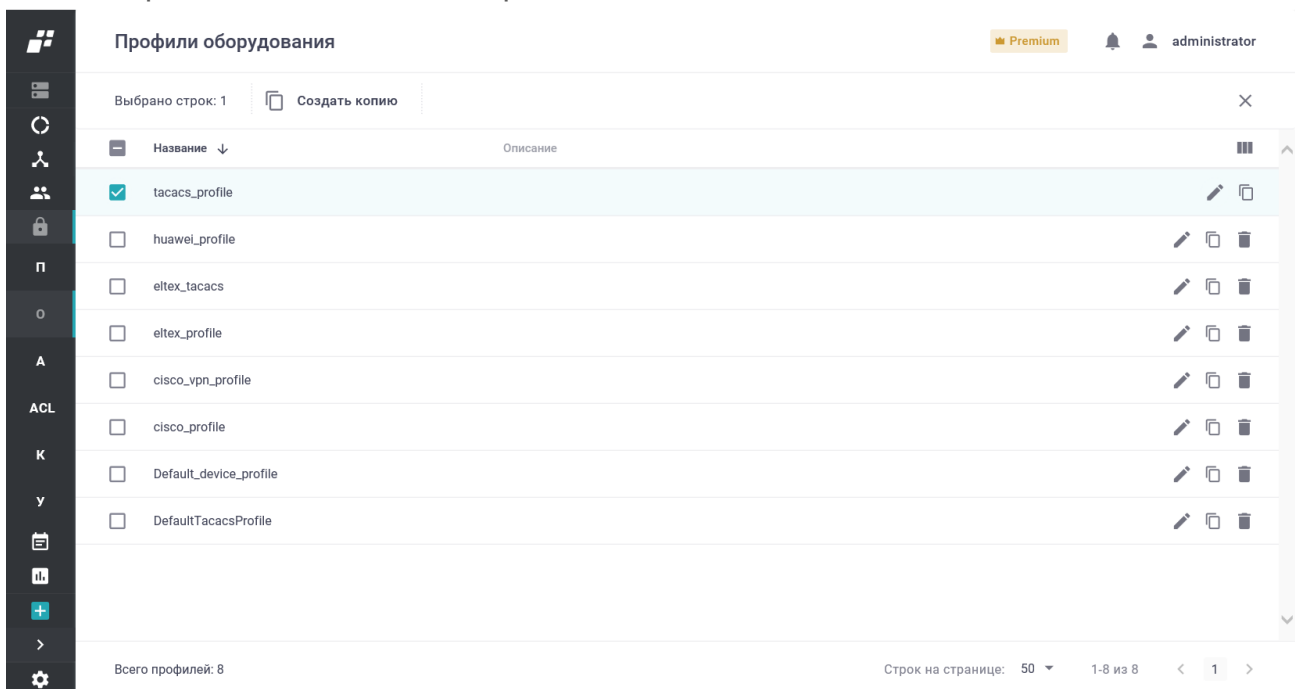 Профили оборудования
Premium
administrator
Выбрано строк: 1
Создать копию
Название
Описание
tacacs_profile
huawei_profile
П
eltex_tacacs
О
eltex_profile
А
cisco_vpn_profile
ACL
cisco_profile
К
Default_device_profile
У
DefaultTacacsProfile
Всего профилей: 8
Строк на странице: 50
1-8 из 8
1